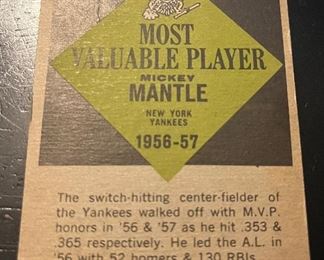 MOST
VALUABLE PLAYER
MICKEY
MANTLE
NEW YORK
YANKEES
1956-57
The switch-hitting center-fielder of
the Yankees walked off with M.V.P.
honors in '56 & '57 as he hit .353 &
.365 respectively. He led the A.L. in
'56 with 52 homers & 130 RBIs.